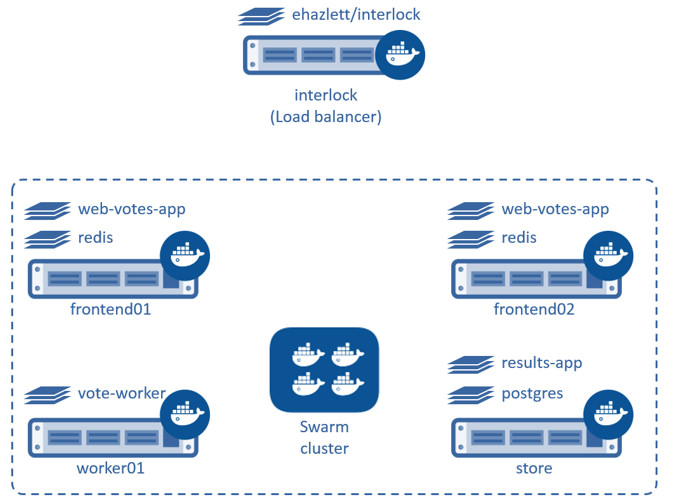 ehazlett/interlock
interlock
(Load balancer)
web-votes-app
redis
frontend01
web-votes-app
redis
frontend02
Swarm
cluster
vote-worker
worker01
results-app
postgres
store